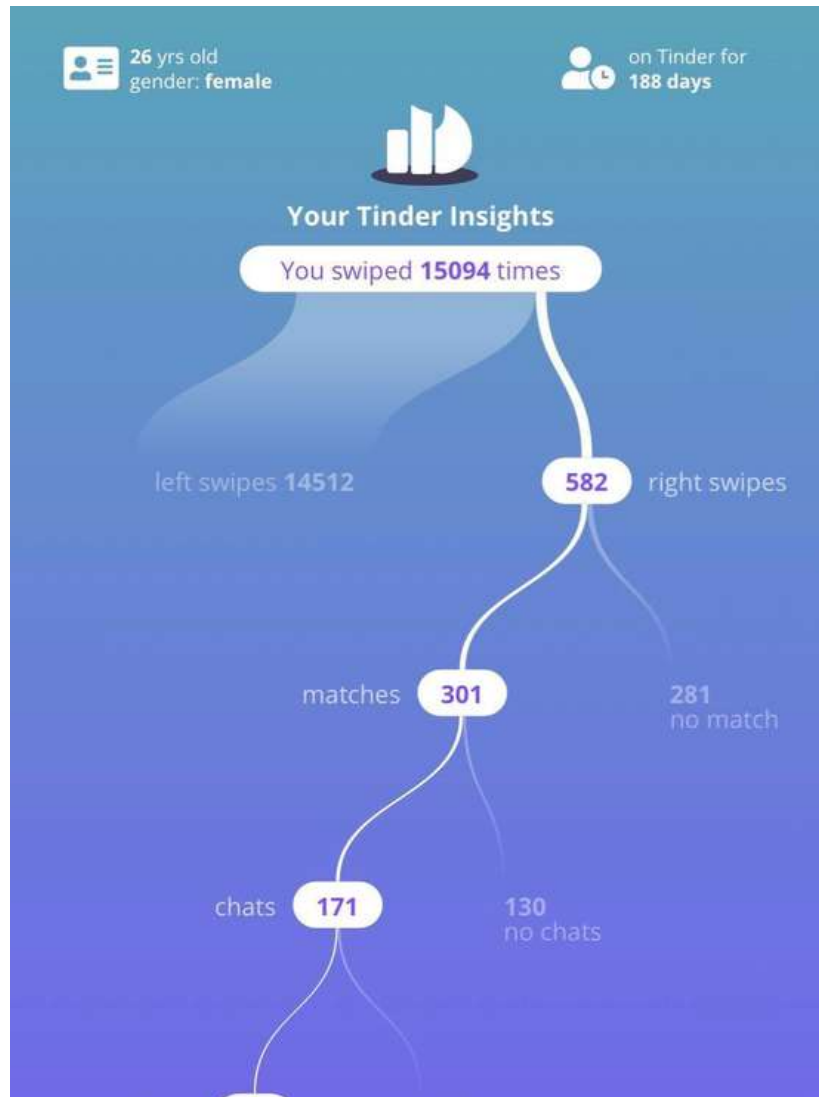 26 yrs old
gender: female
on Tinder for
188 days
Your Tinder Insights
You swiped 15094 times
left swipes 14512
582 right swipes
matches 301
281
no match
chats 171
130
no chats